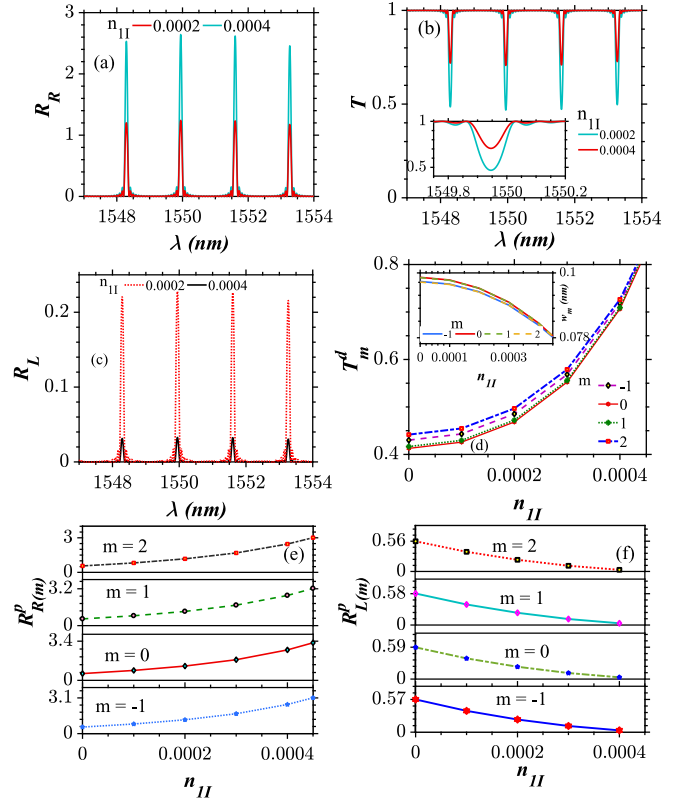 n1I 0.0002 0.0004
(a)
RR
3
2
1
0
1548 1550 1552 1554
λ (nm)
(b)
T
1
0.5
0
n1I
0.0002
0.0004
1
0.5
1549.8 1550 1550.2
1548 1550 1552 1554
λ (nm)
n1I 0.0002 0.0004
(c)
RL
0.2
0.1
0
1548 1550 1552 1554
λ (nm)
Tdm
0.8
0.6
0.4
0.1
wm (nm)
0.078
m
-1 0 1 2
0 0.0001 0.0003
n1I
m
-1
0
1
2
(d)
0 0.0002 0.0004
n1I
(e)
RpR(m)
3
0
m = 2
3.2
0
m = 1
3.4
0
m = 0
3.1
0
m = -1
0 0.0002 0.0004
n1I
(f)
RpL(m)
0.56
0
m = 2
0.58
0
m = 1
0.59
0
m = 0
0.57
0
m = -1
0 0.0002 0.0004
n1I